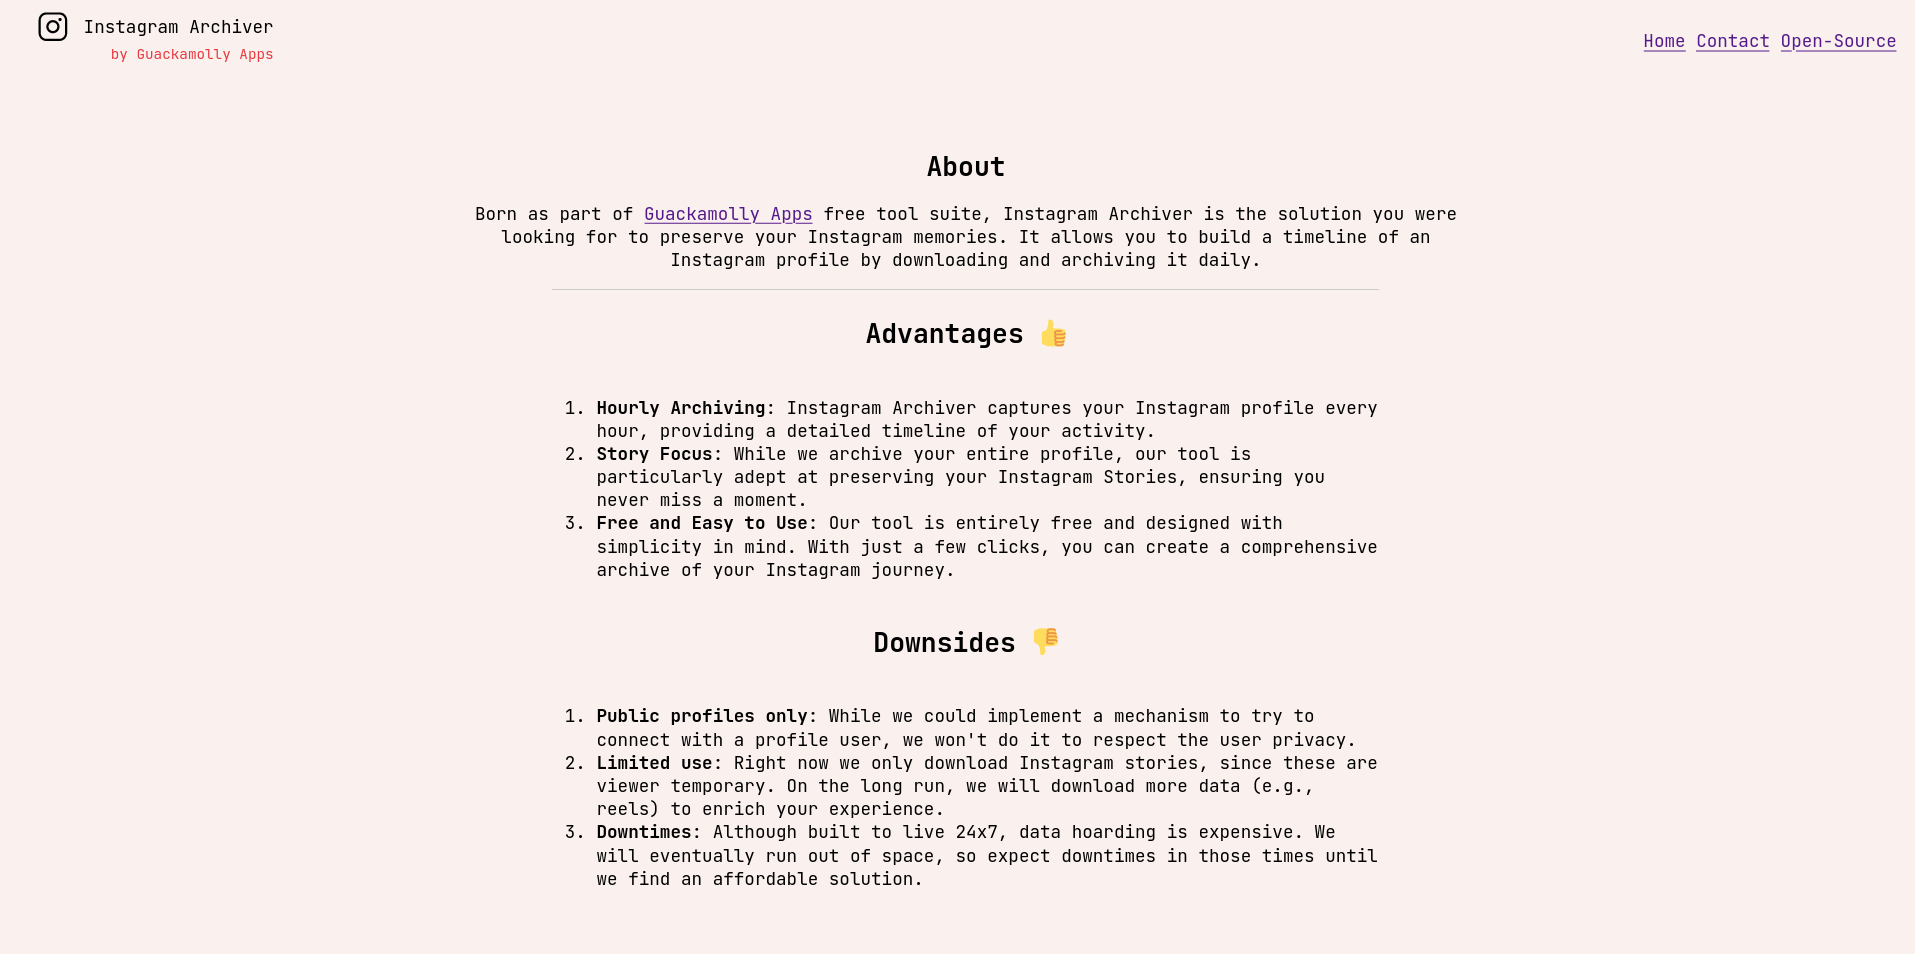 Instagram Archiver
by Guackamolly Apps
Home Contact Open-Source
About
Born as part of Guackamolly Apps free tool suite, Instagram Archiver is the solution you were
looking for to preserve your Instagram memories. It allows you to build a timeline of an
Instagram profile by downloading and archiving it daily.
Advantages 👍
1. Hourly Archiving: Instagram Archiver captures your Instagram profile every
hour, providing a detailed timeline of your activity.
2. Story Focus: While we archive your entire profile, our tool is
particularly adept at preserving your Instagram Stories, ensuring you
never miss a moment.
3. Free and Easy to Use: Our tool is entirely free and designed with
simplicity in mind. With just a few clicks, you can create a comprehensive
archive of your Instagram journey.
Downsides 👎
1. Public profiles only: While we could implement a mechanism to try to
connect with a profile user, we won't do it to respect the user privacy.
2. Limited use: Right now we only download Instagram stories, since these are
viewer temporary. On the long run, we will download more data (e.g.,
reels) to enrich your experience.
3. Downtimes: Although built to live 24x7, data hoarding is expensive. We
will eventually run out of space, so expect downtimes in those times until
we find an affordable solution.